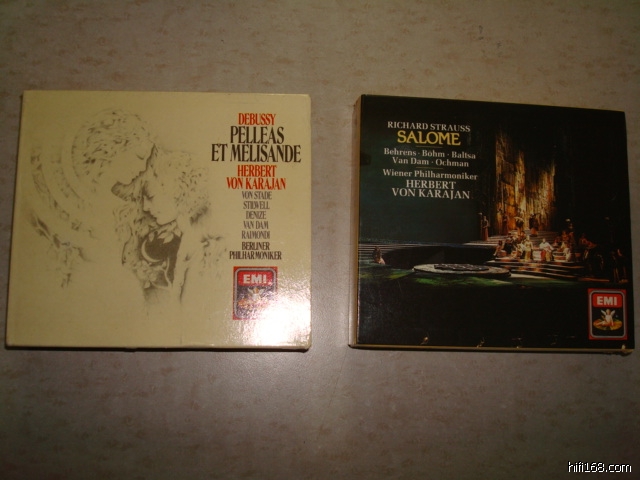 DEBUSSY
PELLEAS
ET MELISANDE
HERBERT
VON KARAJAN
VON STADE
STILWELL
DENIZE
VAN DAM
RAIMONDI
BERLINER
PHILHARMONIKER
EMI
RICHARD STRAUSS
SALOME
Behrens · Böhm · Baltsa
Van Dam · Ochman
Wiener Philharmoniker
HERBERT
VON KARAJAN
EMI
hifi168.com